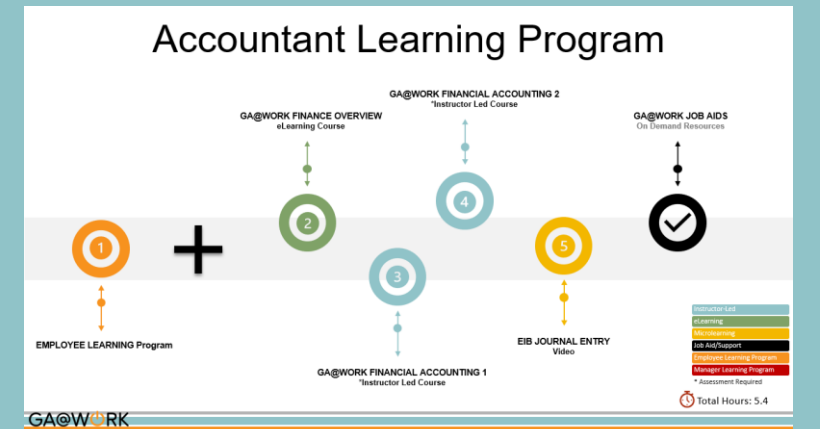 Accountant Learning Program
GA@WORK FINANCIAL ACCOUNTING 2
*Instructor Led Course
GA@WORK FINANCE OVERVIEW
eLearning Course
GA@WORK JOB AIDS
On Demand Resources
1
2
3
4
5
EMPLOYEE LEARNING Program
GA@WORK FINANCIAL ACCOUNTING 1
*Instructor Led Course
EIB JOURNAL ENTRY
Video
Instructor-Led
eLearning
Microlearning
Job Aid/Support
Employee Learning Program
Manager Learning Program
* Assessment Required
Total Hours: 5.4
GA@WORK